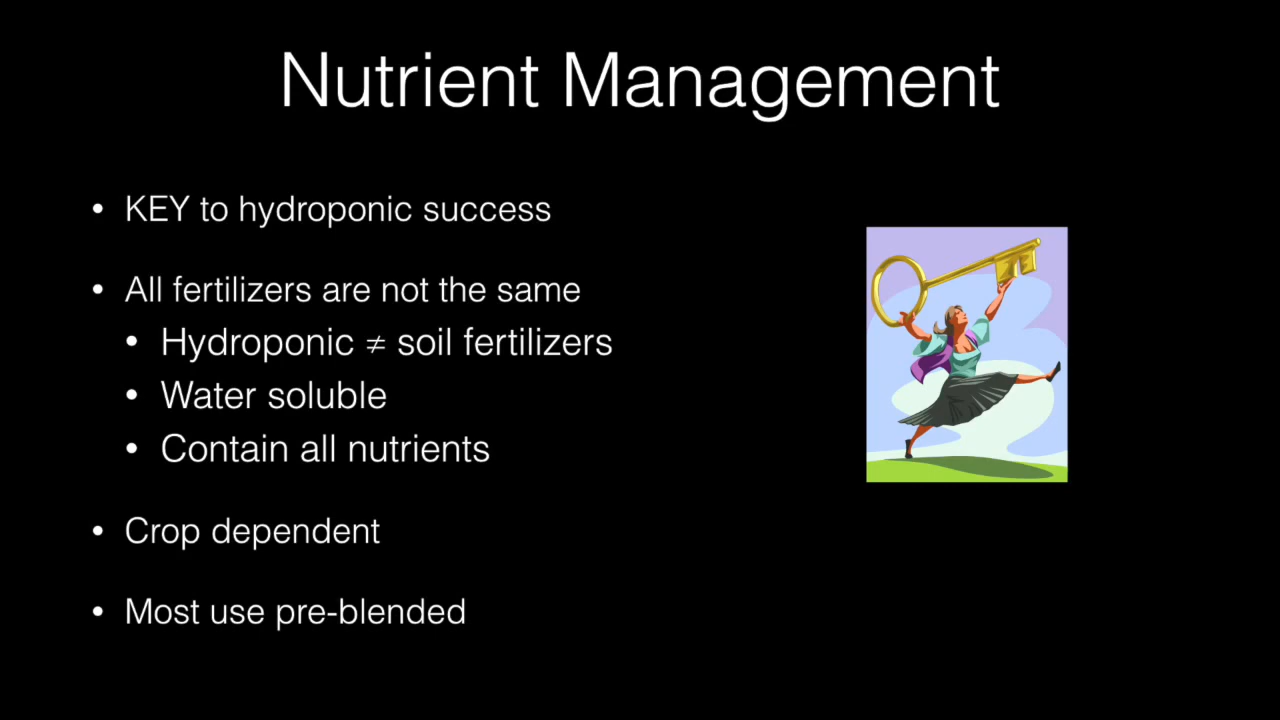 Nutrient Management
• KEY to hydroponic success
• All fertilizers are not the same
• Hydroponic ≠ soil fertilizers
• Water soluble
• Contain all nutrients
• Crop dependent
• Most use pre-blended